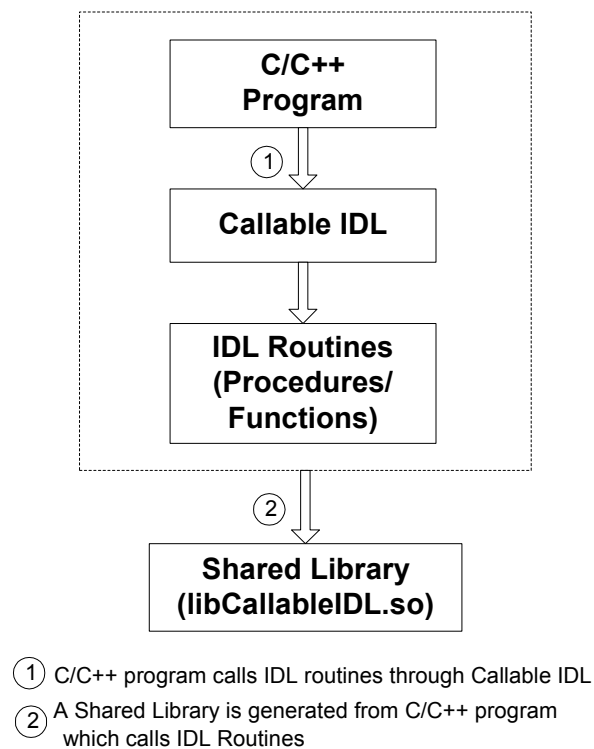 C/C++
Program
1
Callable IDL
IDL Routines
(Procedures/
Functions)
2
Shared Library
(libCallableIDL.so)
1 C/C++ program calls IDL routines through Callable IDL
2 A Shared Library is generated from C/C++ program
which calls IDL Routines